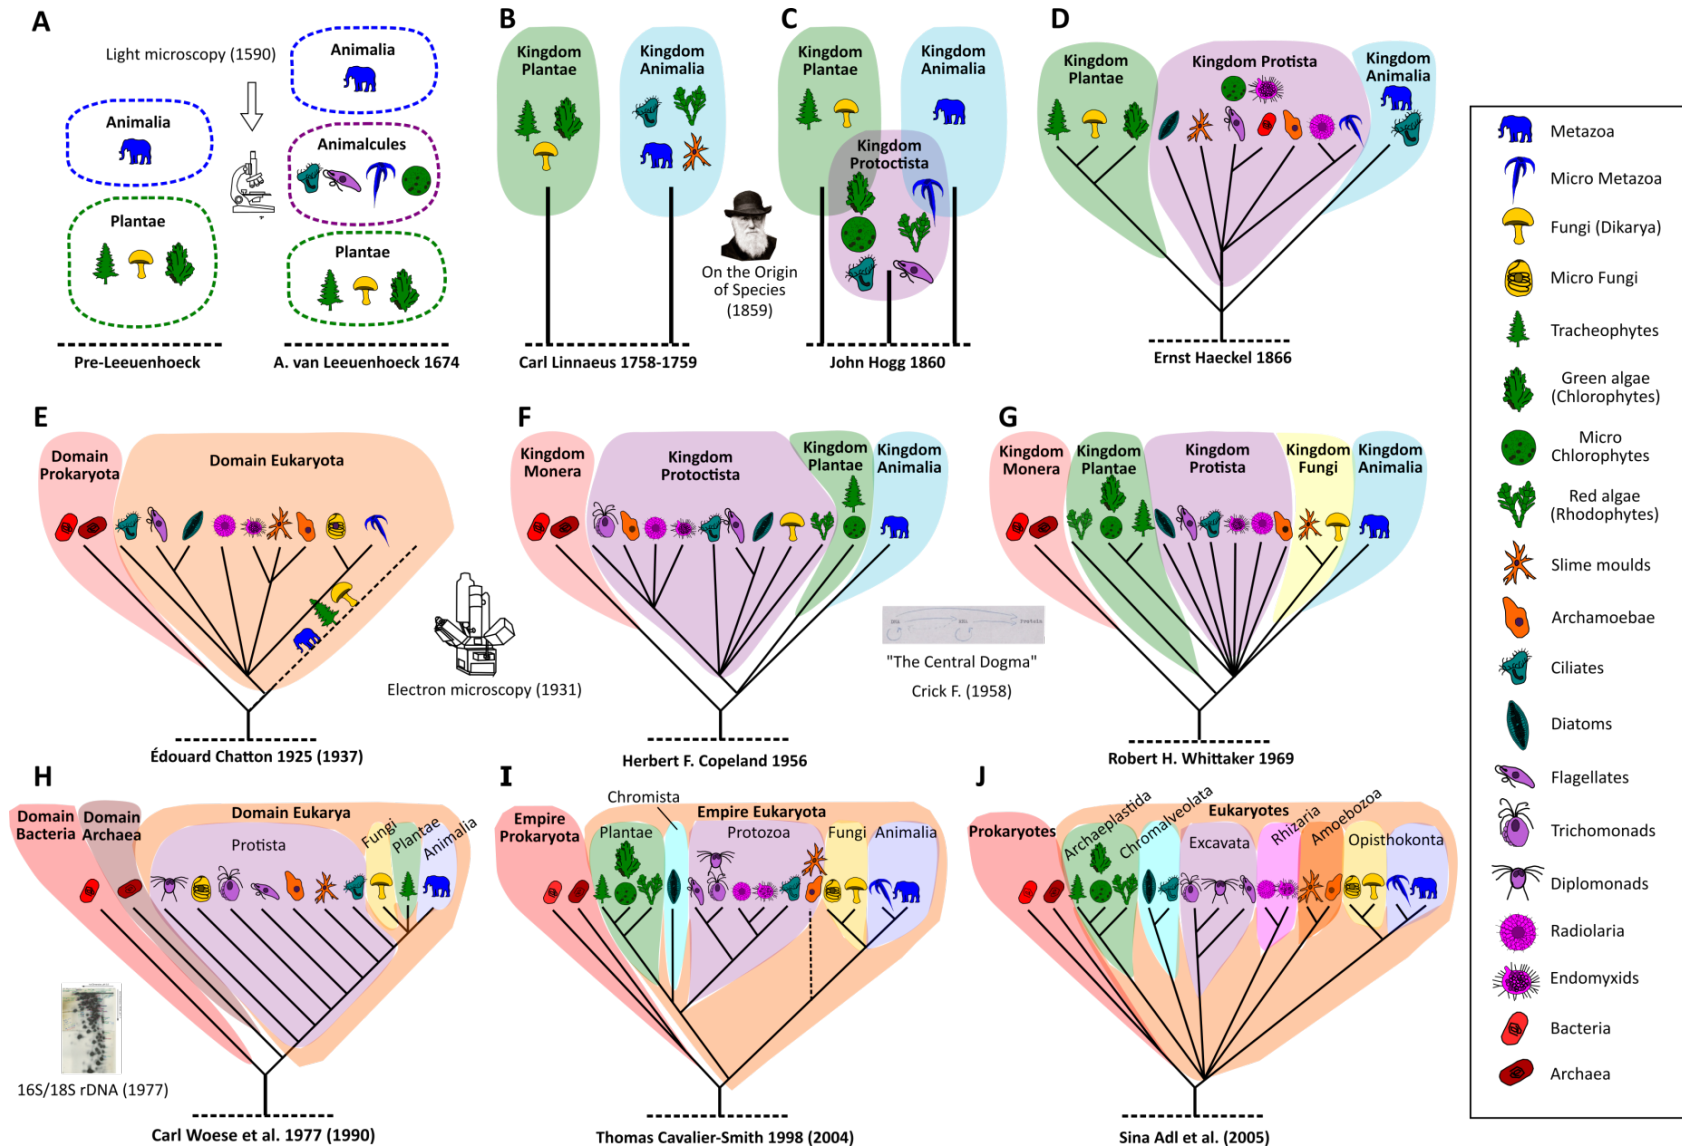 A
Light microscopy (1590)
Animalia
Plantae
Pre-Leeuenhoeck
Animalia
Animalcules
Plantae
A. van Leeuenhoeck 1674
B
Kingdom
Plantae
Kingdom
Animalia
Carl Linnaeus 1758-1759
On the Origin
of Species
(1859)
C
Kingdom
Plantae
Kingdom
Animalia
Kingdom
Protoctista
John Hogg 1860
D
Kingdom
Plantae
Kingdom Protista
Kingdom
Animalia
Ernst Haeckel 1866
E
Domain
Prokaryota
Domain Eukaryota
Édouard Chatton 1925 (1937)
Electron microscopy (1931)
F
Kingdom
Monera
Kingdom
Protoctista
Kingdom
Plantae
Kingdom
Animalia
Herbert F. Copeland 1956
"The Central Dogma"
Crick F. (1958)
G
Kingdom
Monera
Kingdom
Plantae
Kingdom
Protista
Kingdom
Fungi
Kingdom
Animalia
Robert H. Whittaker 1969
H
Domain
Bacteria
Domain
Archaea
Domain Eukarya
Protista
Fungi
Plantae
Animalia
16S/18S rDNA (1977)
Carl Woese et al. 1977 (1990)
I
Empire
Prokaryota
Chromista
Empire Eukaryota
Plantae
Protozoa
Fungi
Animalia
Thomas Cavalier-Smith 1998 (2004)
J
Prokaryotes
Eukaryotes
Archaeplastida
Chromalveolata
Excavata
Rhizaria
Amoebozoa
Opisthokonta
Sina Adl et al. (2005)
Metazoa
Micro Metazoa
Fungi (Dikarya)
Micro Fungi
Tracheophytes
Green algae
(Chlorophytes)
Micro
Chlorophytes
Red algae
(Rhodophytes)
Slime moulds
Archamoebae
Ciliates
Diatoms
Flagellates
Trichomonads
Diplomonads
Radiolaria
Endomyxids
Bacteria
Archaea